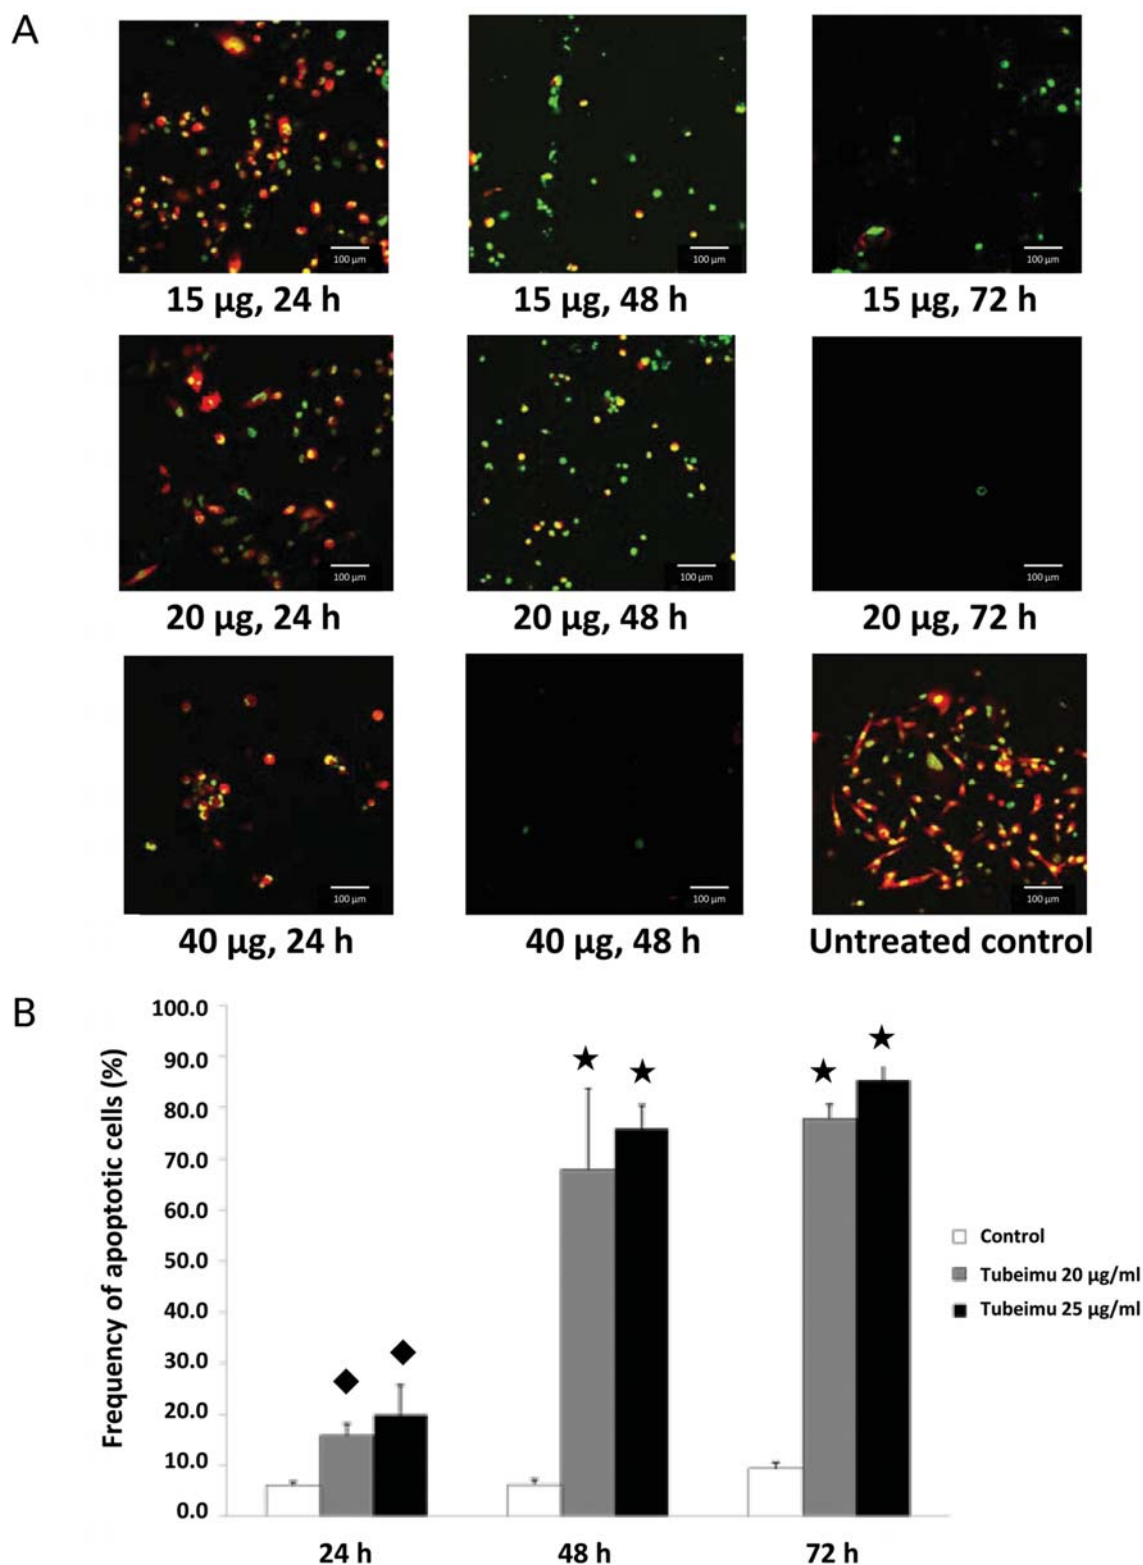 A
100 µm
100 µm
100 µm
15 µg, 24 h
15 µg, 48 h
15 µg, 72 h
100 µm
100 µm
100 µm
20 µg, 24 h
20 µg, 48 h
20 µg, 72 h
100 µm
100 µm
100 µm
40 µg, 24 h
40 µg, 48 h
Untreated control
B
Frequency of apoptotic cells (%)
100.0
90.0
80.0
70.0
60.0
50.0
40.0
30.0
20.0
10.0
0.0
24 h
48 h
72 h
Control
Tubeimu 20 µg/ml
Tubeimu 25 µg/ml